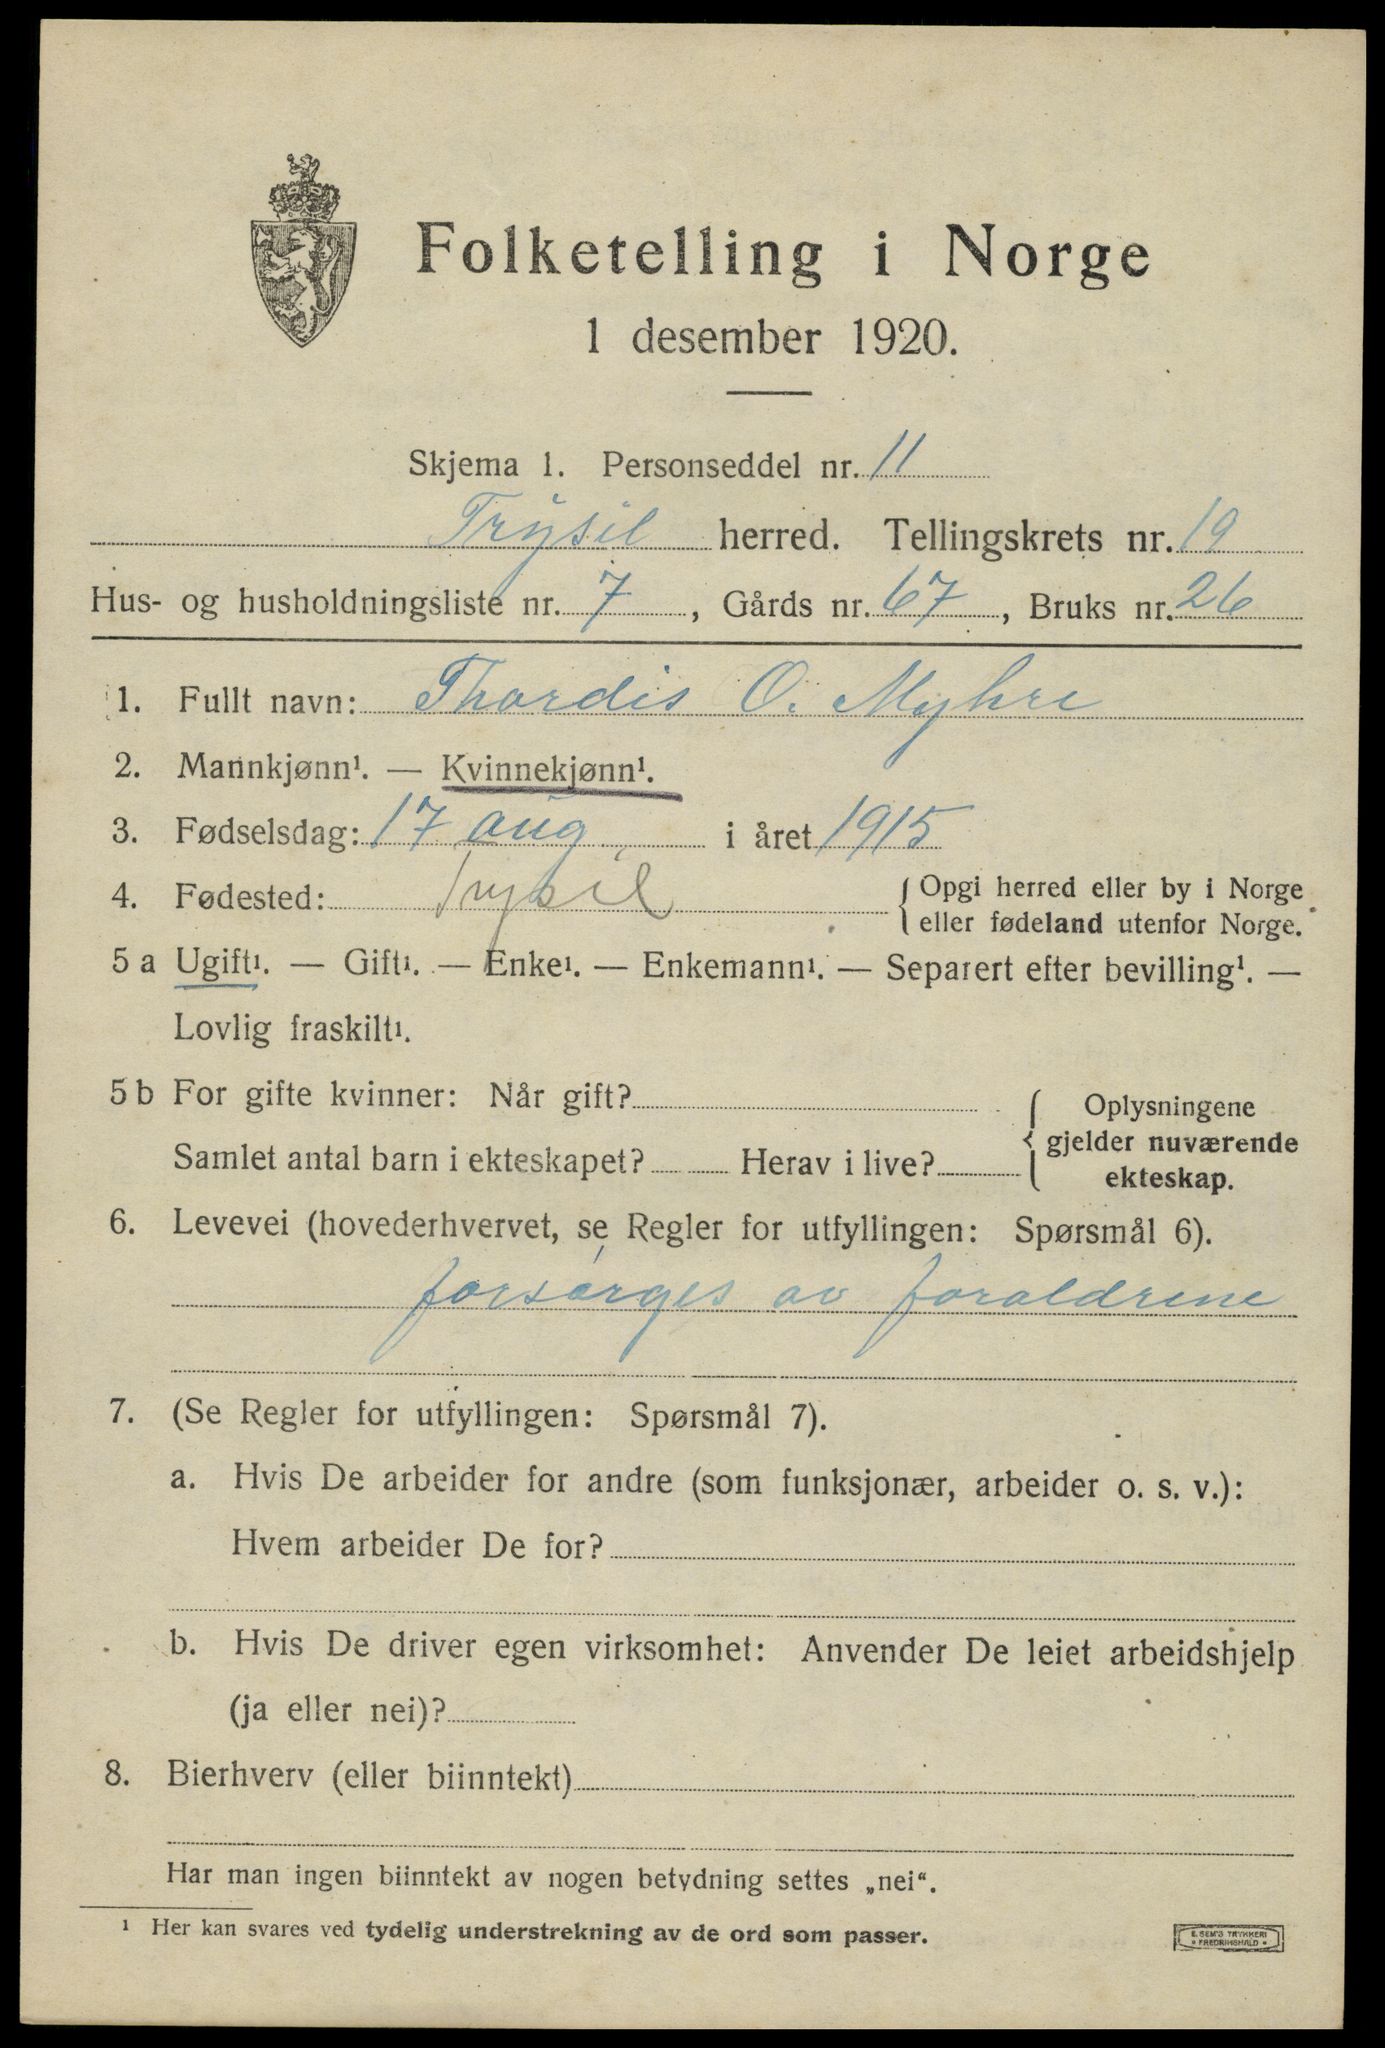 Folketelling i Norge
1 desember 1920.
Skjema 1. Personseddel nr. 11
Trysil herred. Tellingskrets nr. 19
Hus- og husholdningsliste nr. 7, Gårds nr. 67, Bruks nr. 26
1. Fullt navn: Thordis O. Myhre
2. Mannkjønn¹. — Kvinnekjønn¹.
3. Fødselsdag: 17 aug i året 1915
4. Fødested: Trysil { Opgi herred eller by i Norge
eller fødeland utenfor Norge.
5 a Ugift¹. — Gift¹. — Enke¹. — Enkemann¹. — Separert efter bevilling¹. —
Lovlig fraskilt¹.
5 b For gifte kvinner: Når gift? { Oplysningene
gjelder nuværende
Samlet antal barn i ekteskapet? Herav i live?
ekteskap.
6. Levevei (hovederhvervet, se Regler for utfyllingen: Spørsmål 6).
forsørges av foraldrene
7. (Se Regler for utfyllingen: Spørsmål 7).
a. Hvis De arbeider for andre (som funksjonær, arbeider o. s. v.):
Hvem arbeider De for?
b. Hvis De driver egen virksomhet: Anvender De leiet arbeidshjelp
(ja eller nei)?
8. Bierhverv (eller biinntekt)
Har man ingen biinntekt av nogen betydning settes „nei“.
¹ Her kan svares ved tydelig understrekning av de ord som passer.
E. SEM'S TRYKKERI
• FREDRIKSHALD •